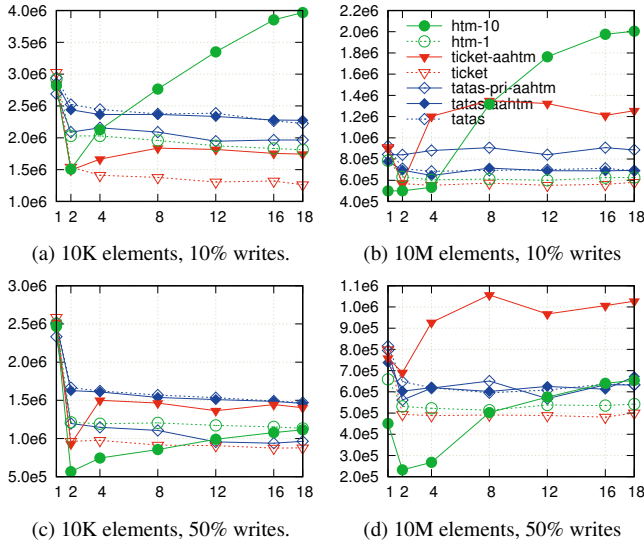 4.0e6
3.5e6
3.0e6
2.5e6
2.0e6
1.5e6
1.0e6
1 2 4 8 12 16 18
(a) 10K elements, 10% writes.
2.2e6
2.0e6
1.8e6
1.6e6
1.4e6
1.2e6
1.0e6
8.0e5
6.0e5
4.0e5
htm-10
htm-1
ticket-aahtm
ticket
tatas-pri-aahtm
tatas-aahtm
tatas
1 2 4 8 12 16 18
(b) 10M elements, 10% writes
3.0e6
2.5e6
2.0e6
1.5e6
1.0e6
5.0e5
1 2 4 8 12 16 18
(c) 10K elements, 50% writes.
1.1e6
1.0e6
9.0e5
8.0e5
7.0e5
6.0e5
5.0e5
4.0e5
3.0e5
2.0e5
1 2 4 8 12 16 18
(d) 10M elements, 50% writes